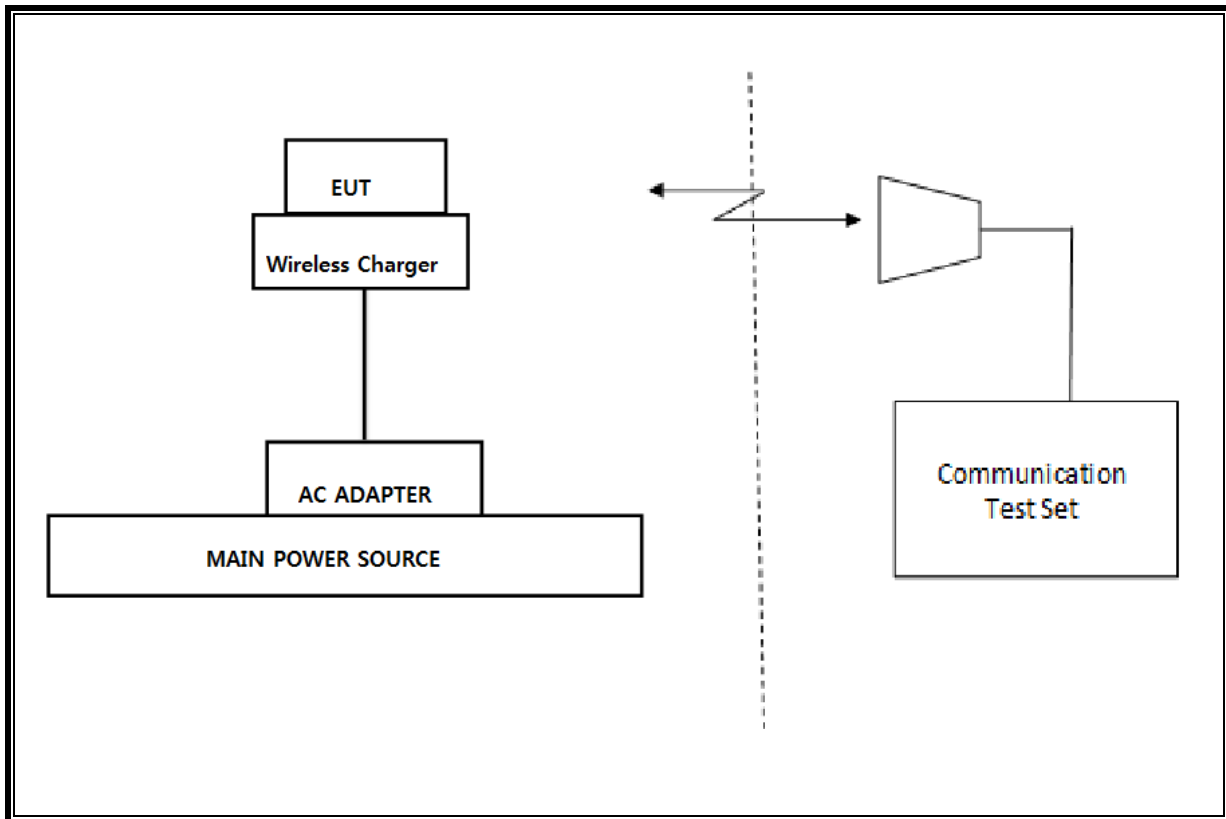 EUT
Wireless Charger
AC ADAPTER
MAIN POWER SOURCE
Communication
Test Set